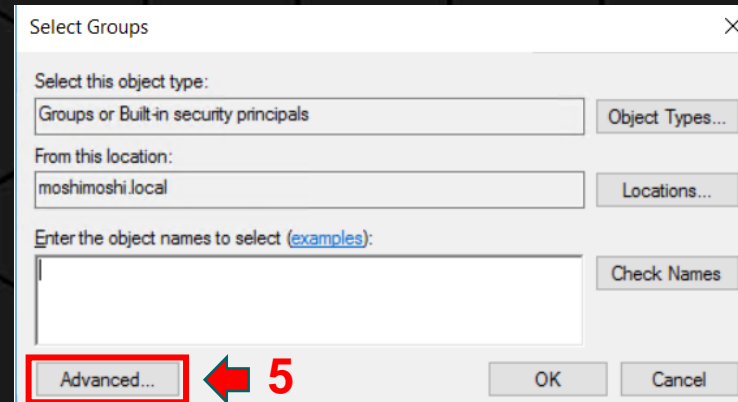 Select Groups
Select this object type:
Groups or Built-in security principals
Object Types...
From this location:
moshimoshi.local
Locations...
Enter the object names to select (examples):
Check Names
Advanced...
5
OK
Cancel